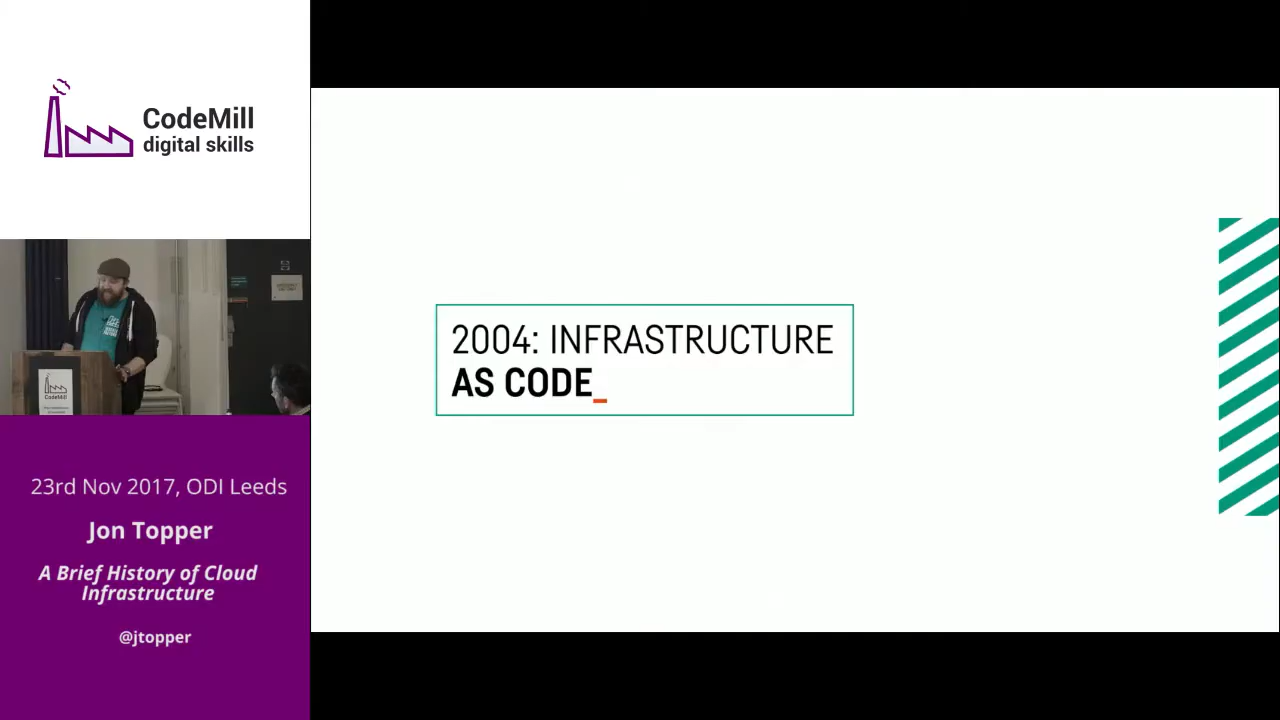 CodeMill
digital skills
CodeMill
23rd Nov 2017, ODI Leeds
Jon Topper
A Brief History of Cloud
Infrastructure
@jtopper
2004: INFRASTRUCTURE
AS CODE_